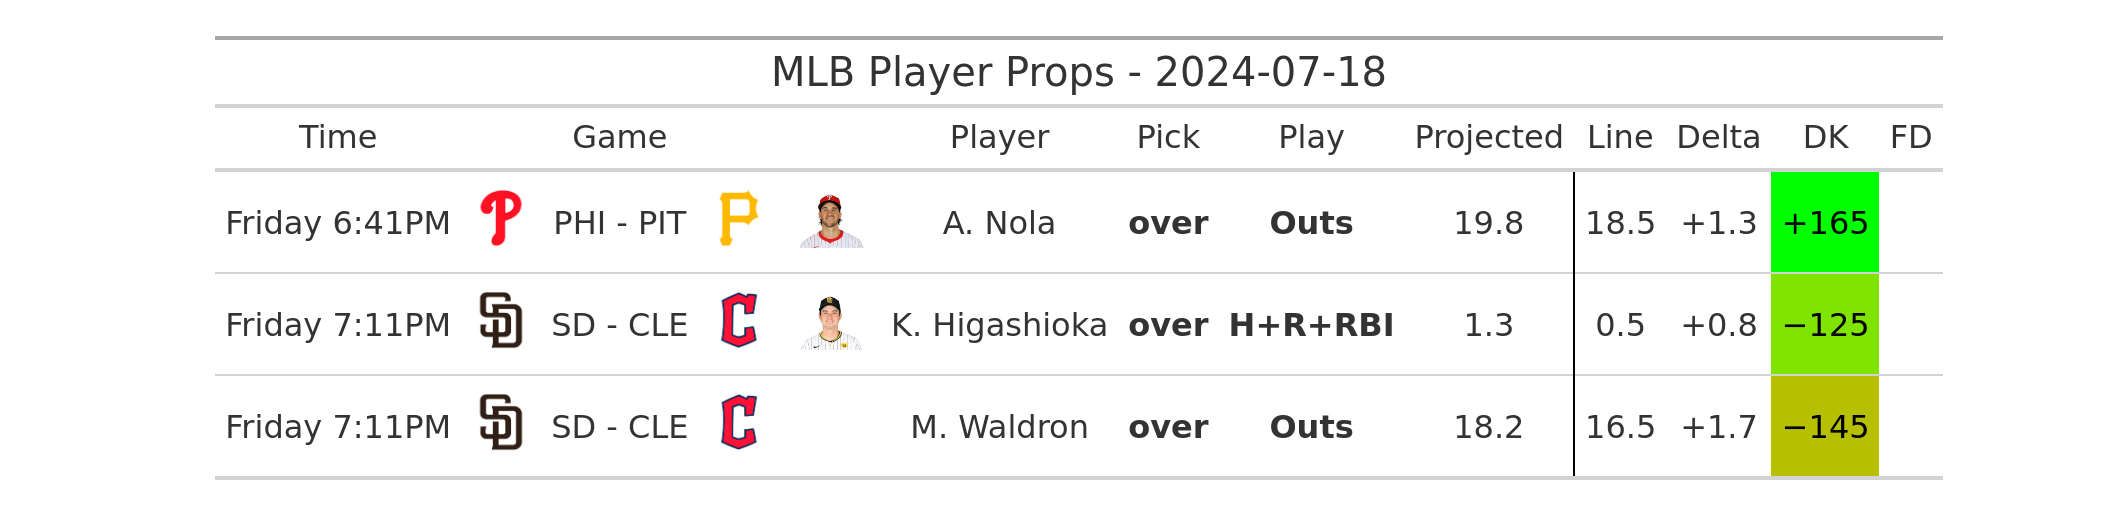 MLB Player Props - 2024-07-18
Time Game Player Pick Play Projected Line Delta DK FD
Friday 6:41PM PHI - PIT A. Nola over Outs 19.8 18.5 +1.3 +165
Friday 7:11PM SD - CLE K. Higashioka over H+R+RBI 1.3 0.5 +0.8 −125
Friday 7:11PM SD - CLE M. Waldron over Outs 18.2 16.5 +1.7 −145